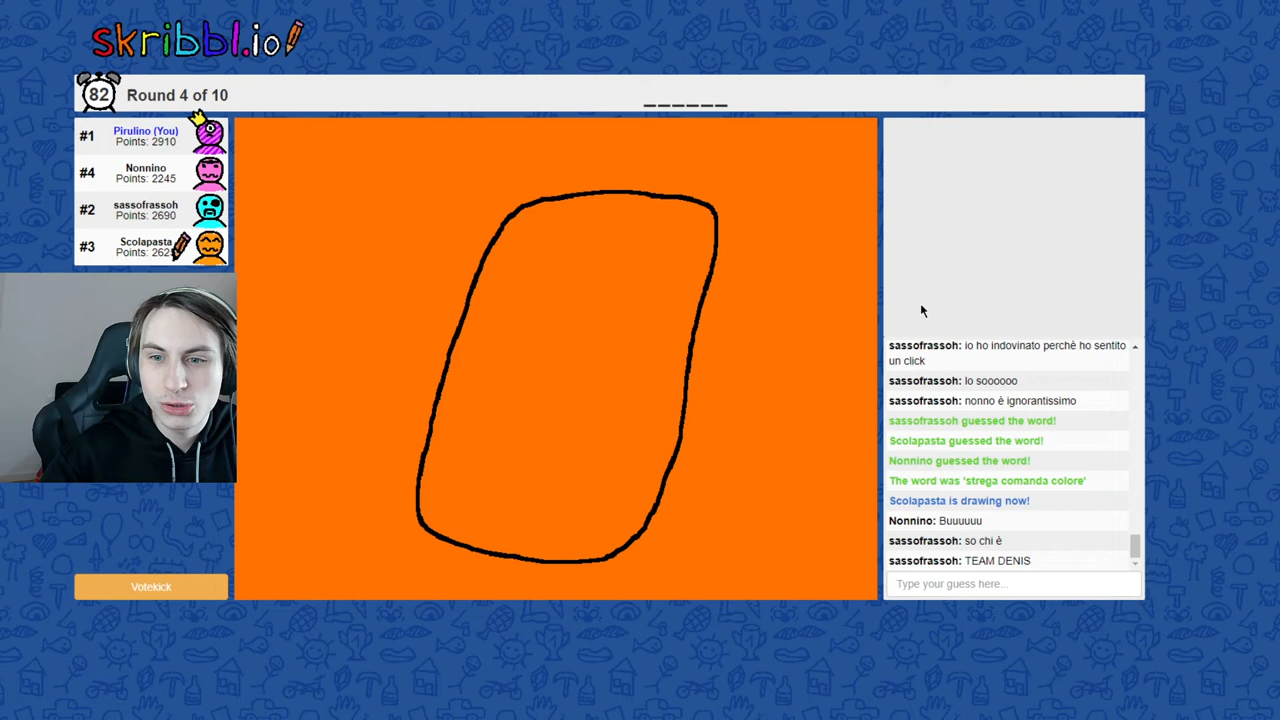 skribbl.io
82
Round 4 of 10
______
#1
Pirulino (You)
Points: 2910
#4
Nonnino
Points: 2245
#2
sassofrassoh
Points: 2690
#3
Scolapasta
Points:
sassofrassoh: io ho indovinato perchè ho sentito
un click
sassofrassoh: lo soooooo
sassofrassoh: nonno è ignorantissimo
sassofrassoh guessed the word!
Scolapasta guessed the word!
Nonnino guessed the word!
The word was 'strega comanda colore'
Scolapasta is drawing now!
Nonnino: Buuuuuu
sassofrassoh: so chi è
sassofrassoh: TEAM DENIS
Votekick
Type your guess here...